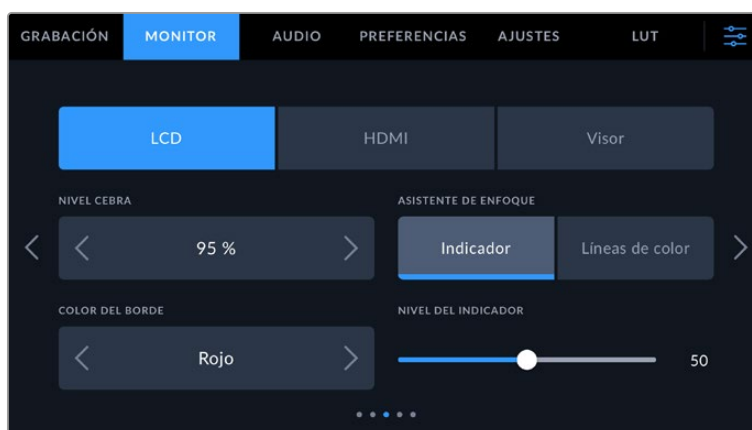 GRABACIÓN MONITOR AUDIO PREFERENCIAS AJUSTES LUT
LCD HDMI Visor
NIVEL CEBRA ASISTENTE DE ENFOQUE
95 % Indicador Líneas de color
COLOR DEL BORDE NIVEL DEL INDICADOR
Rojo 50